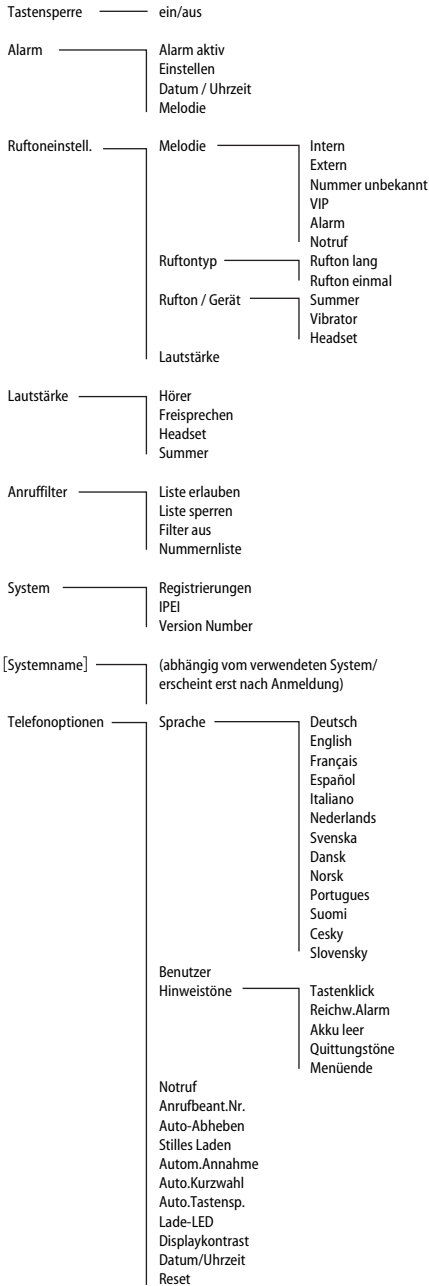 Tastensperre ein/aus
Alarm Alarm aktiv
Einstellen
Datum / Uhrzeit
Melodie
Ruftoneinstell. Melodie Intern
Extern
Nummer unbekannt
VIP
Alarm
Notruf
Ruftontyp Rufton lang
Rufton einmal
Rufton / Gerät Summer
Vibrator
Headset
Lautstärke
Lautstärke Hörer
Freisprechen
Headset
Summer
Anruffilter Liste erlauben
Liste sperren
Filter aus
Nummernliste
System Registrierungen
IPEI
Version Number
[Systemname] (abhängig vom verwendeten System/
erscheint erst nach Anmeldung)
Telefonoptionen Sprache Deutsch
English
Français
Español
Italiano
Nederlands
Svenska
Dansk
Norsk
Portugues
Suomi
Cesky
Slovensky
Benutzer
Hinweistöne Tastenklick
Reichw.Alarm
Akku leer
Quittungstöne
Menüende
Notruf
Anrufbeant.Nr.
Auto-Abheben
Stilles Laden
Autom.Annahme
Auto.Kurzwahl
Auto.Tastensp.
Lade-LED
Displaykontrast
Datum/Uhrzeit
Reset